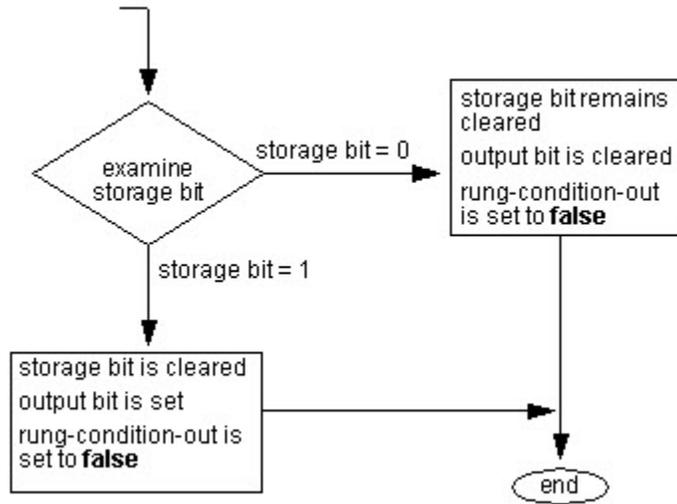 examine
storage bit
storage bit = 0
storage bit remains
cleared
output bit is cleared
rung-condition-out
is set to false
storage bit = 1
storage bit is cleared
output bit is set
rung-condition-out is
set to false
end